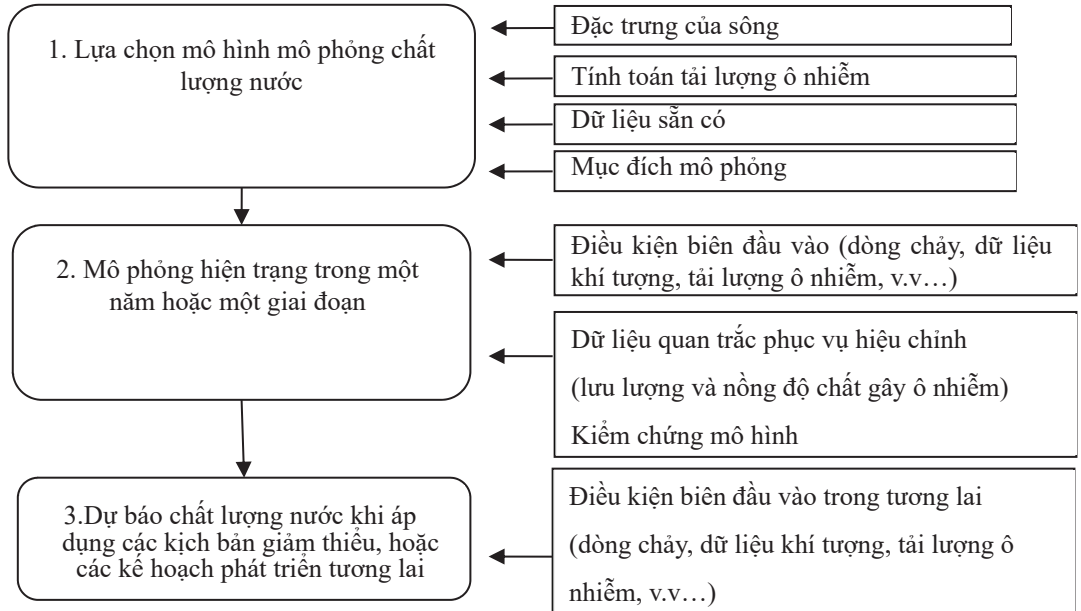 1. Lựa chọn mô hình mô phỏng chất
lượng nước
Đặc trưng của sông
Tính toán tải lượng ô nhiễm
Dữ liệu sẵn có
Mục đích mô phỏng
2. Mô phỏng hiện trạng trong một
năm hoặc một giai đoạn
Điều kiện biên đầu vào (dòng chảy, dữ liệu
khí tượng, tải lượng ô nhiễm, v.v…)
Dữ liệu quan trắc phục vụ hiệu chỉnh
(lưu lượng và nồng độ chất gây ô nhiễm)
Kiểm chứng mô hình
3.Dự báo chất lượng nước khi áp
dụng các kịch bản giảm thiểu, hoặc
các kế hoạch phát triển tương lai
Điều kiện biên đầu vào trong tương lai
(dòng chảy, dữ liệu khí tượng, tải lượng ô
nhiễm, v.v…)